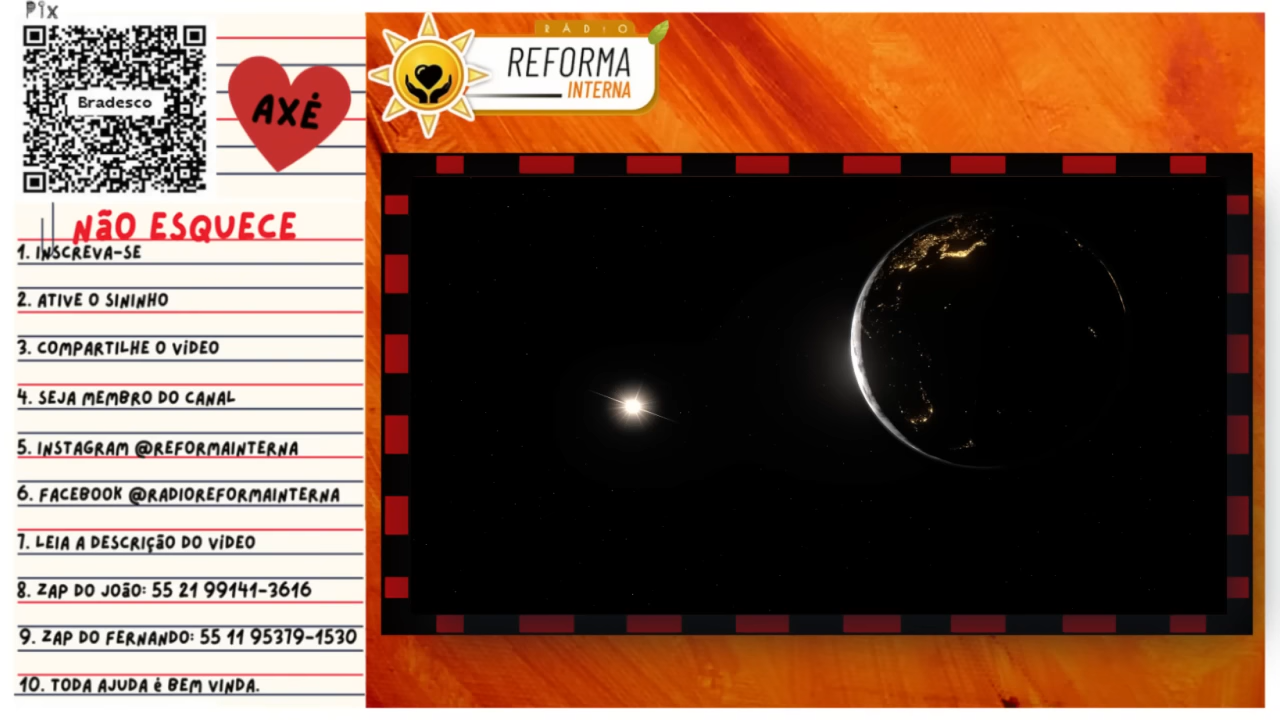 Pix
Bradesco
AXÉ
NÃO ESQUECE
1. INSCREVA-SE
2. ATIVE O SININHO
3. COMPARTILHE O VÍDEO
4. SEJA MEMBRO DO CANAL
5. INSTAGRAM @REFORMAINTERNA
6. FACEBOOK @RADIOREFORMAINTERNA
7. LEIA A DESCRIÇÃO DO VÍDEO
8. ZAP DO JOÃO: 55 21 99141-3616
9. ZAP DO FERNANDO: 55 11 95379-1530
10. TODA AJUDA é BEM VINDA.
RÁDIO
REFORMA
INTERNA